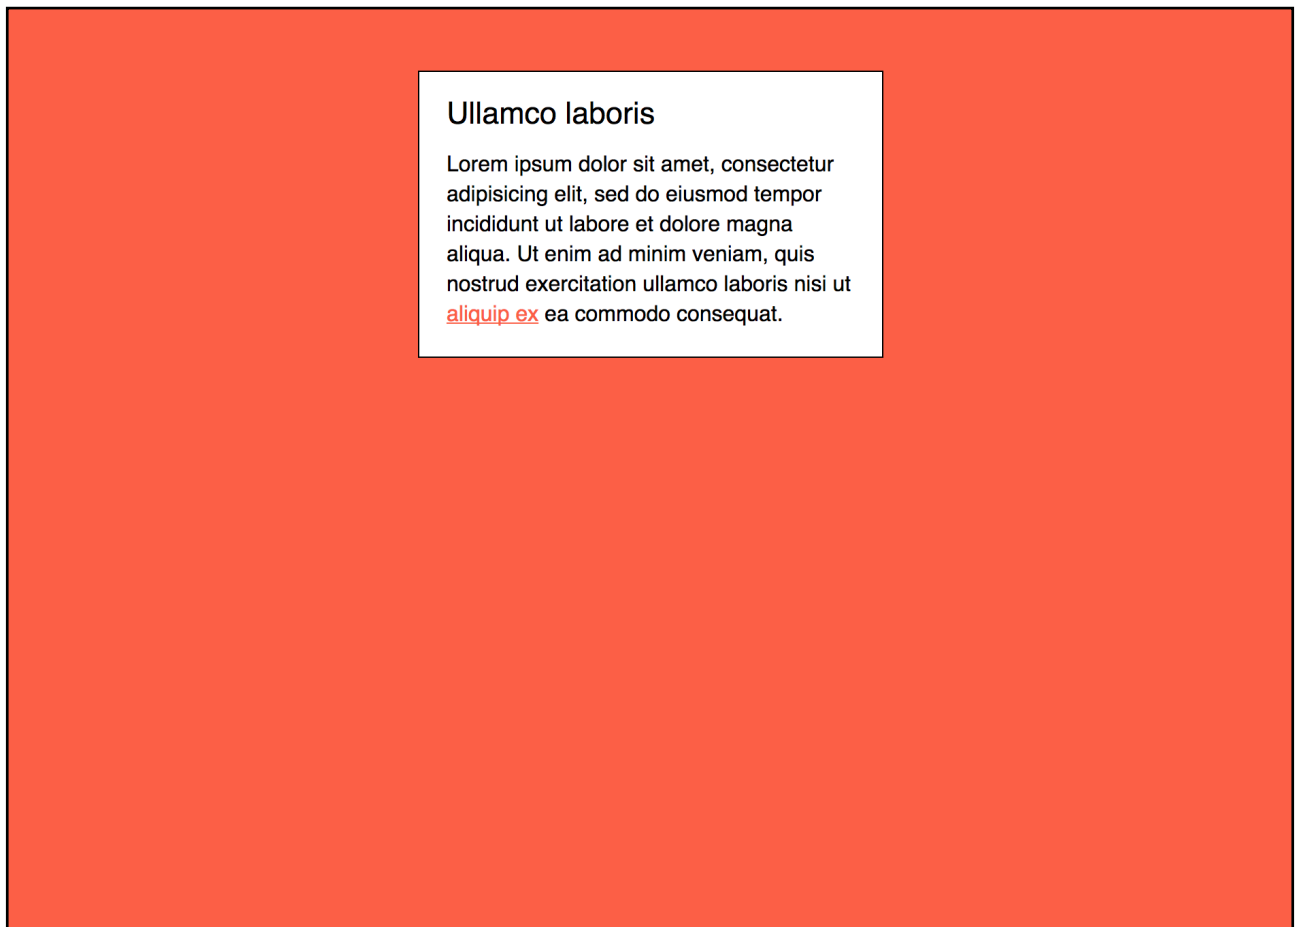 Ullamco laboris
Lorem ipsum dolor sit amet, consectetur
adipisicing elit, sed do eiusmod tempor
incididunt ut labore et dolore magna
aliqua. Ut enim ad minim veniam, quis
nostrud exercitation ullamco laboris nisi ut
aliquip ex ea commodo consequat.